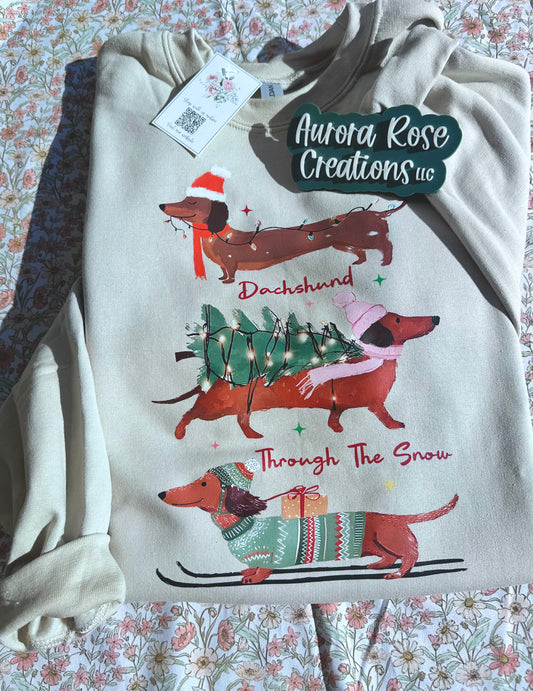 Aurora Rose
Creations LLC
Dachshund
Through The Snow